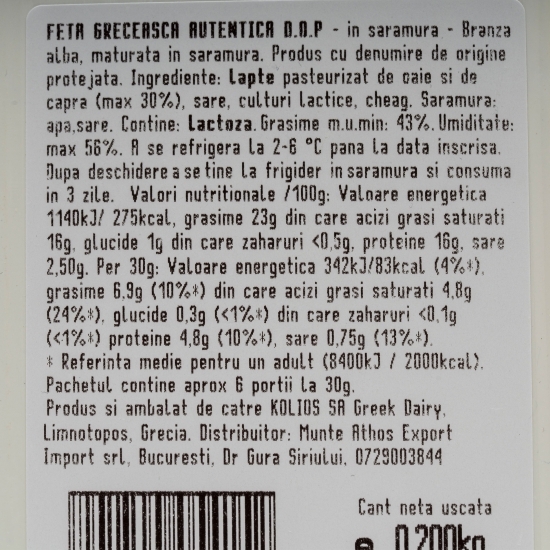 FETA GRECEASCA AUTENTICA D.O.P - in saramura - Branza
alba, maturata in saramura. Produs cu denumire de origine
protejata. Ingrediente: Lapte pasteurizat de oaie si de
capra (max 30%), sare, culturi lactice, cheag. Saramura:
apa,sare. Contine: Lactoza. Grasime m.u.min: 43%. Umiditate:
max 56%. A se refrigera la 2-6 °C pana la data inscrisa.
Dupa deschidere a se tine la frigider in saramura si consuma
in 3 zile. Valori nutritionale /100g: Valoare energetica
1140kJ/ 275kcal, grasime 23g din care acizi grasi saturati
16g, glucide 1g din care zaharuri <0,5g, proteine 16g, sare
2,50g. Per 30g: Valoare energetica 342kJ/83kcal (4%*),
grasime 6,9g (10%*) din care acizi grasi saturati 4,8g
(24%*), glucide 0,3g (<1%*) din care zaharuri <0,1g
(<1%*) proteine 4,8g (10%*), sare 0,75g (13%*).
* Referinta medie pentru un adult (8400kJ / 2000kcal).
Pachetul contine aprox 6 portii la 30g.
Produs si ambalat de catre KOLIOS SA Greek Dairy,
Limnotopos, Grecia. Distribuitor: Munte Athos Export
Import srl, Bucuresti, Dr Gura Siriului, 0729003844
Cant neta uscata
e 0,200kg